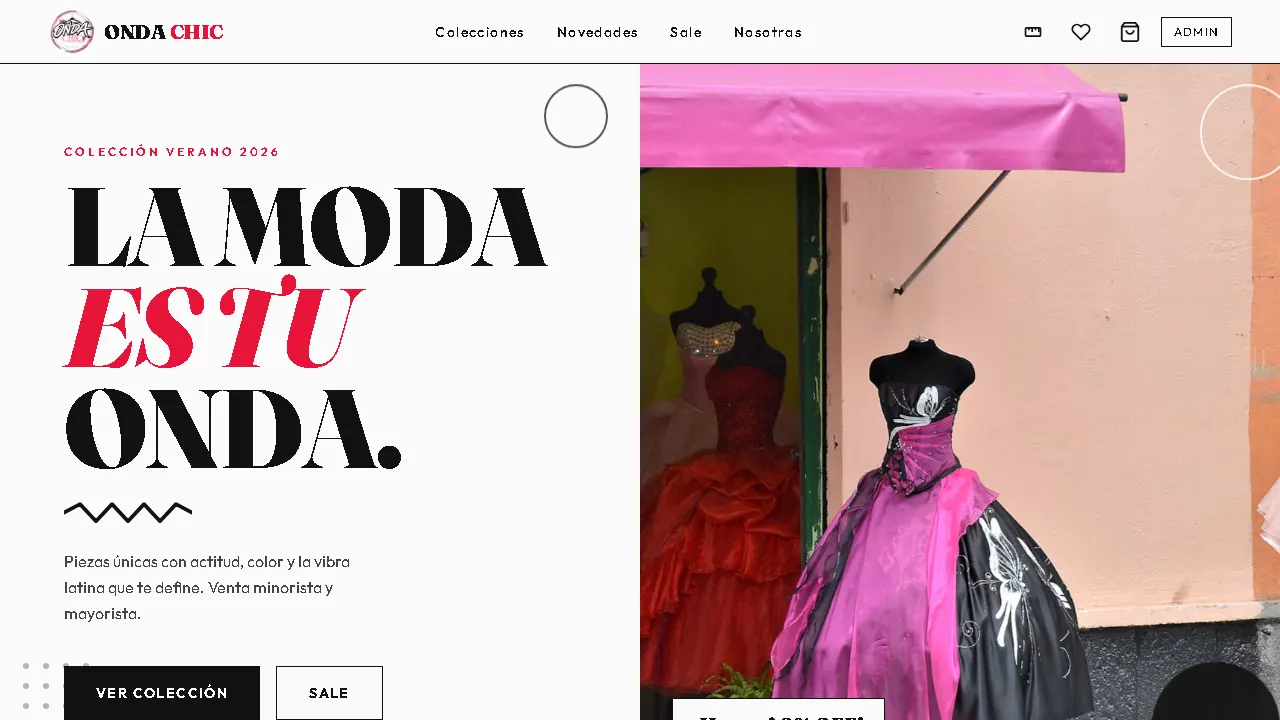 ONDA
ONDA CHIC
Colecciones
Novedades
Sale
Nosotras
ADMIN
COLECCIÓN VERANO 2026
LA MODA
ES TU
ONDA.
Piezas únicas con actitud, color y la vibra
latina que te define. Venta minorista y
mayorista.
VER COLECCIÓN
SALE